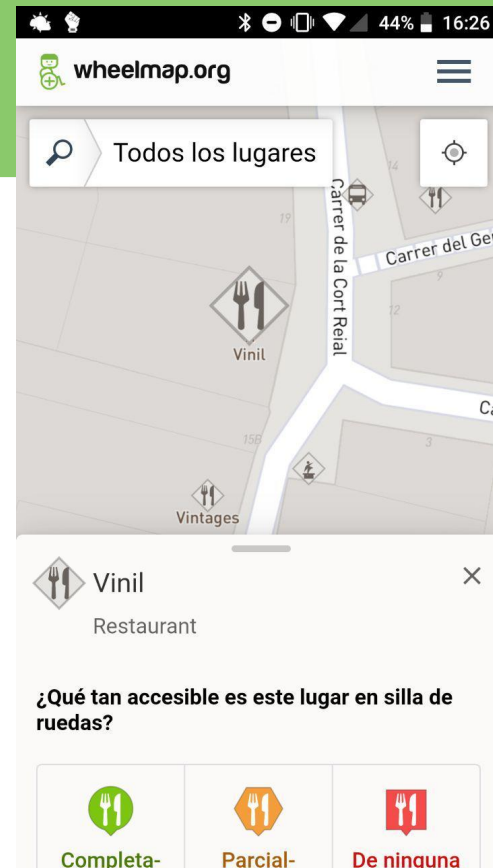 44% 16:26
wheelmap.org
Todos los lugares
14
19
Carrer de la Cort Reial
Carrer del Ge
9
12
Vinil
C
15B
3
Vintages
Vinil
Restaurant
¿Qué tan accesible es este lugar en silla de
ruedas?
Completa-
Parcial-
De ninguna